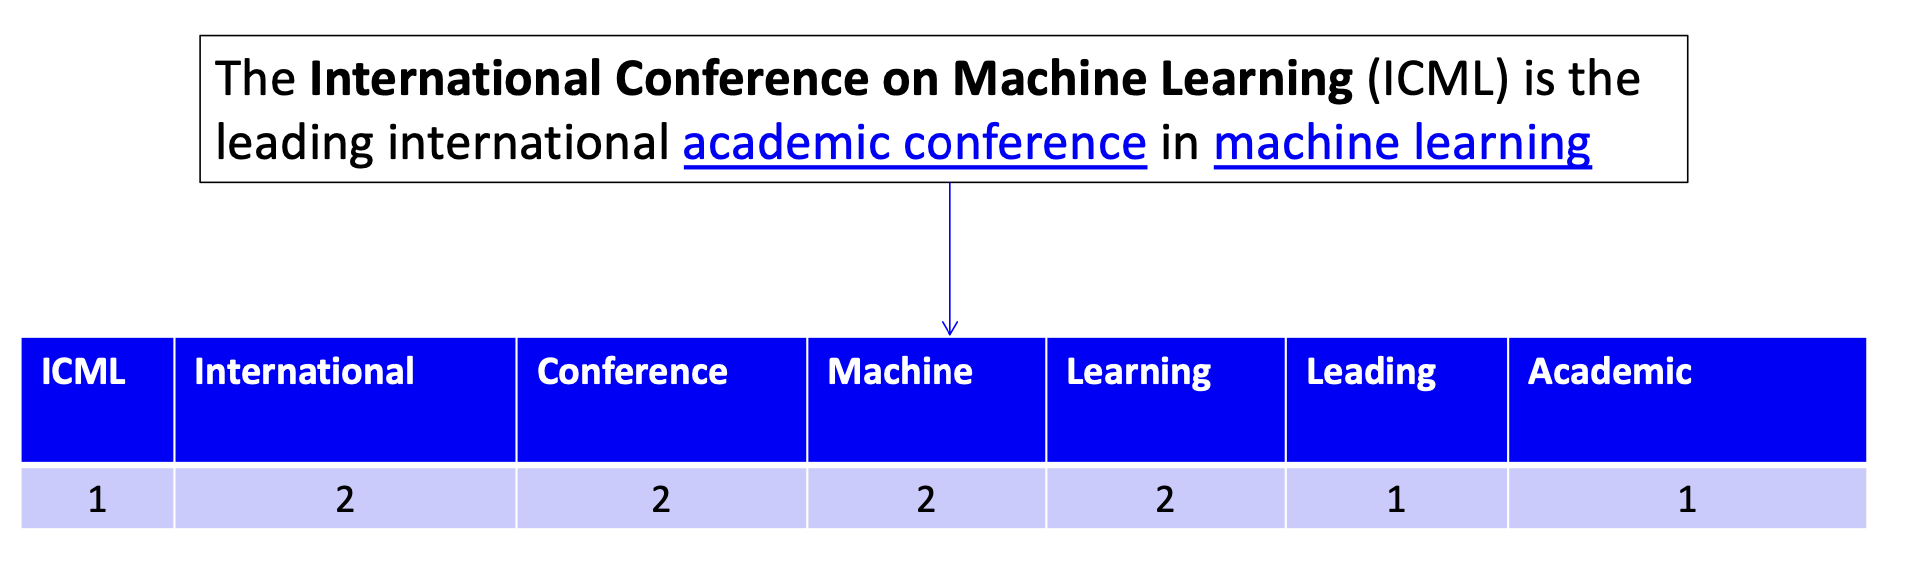 The International Conference on Machine Learning (ICML) is the
leading international academic conference in machine learning
ICML International Conference Machine Learning Leading Academic
1 2 2 2 2 1 1